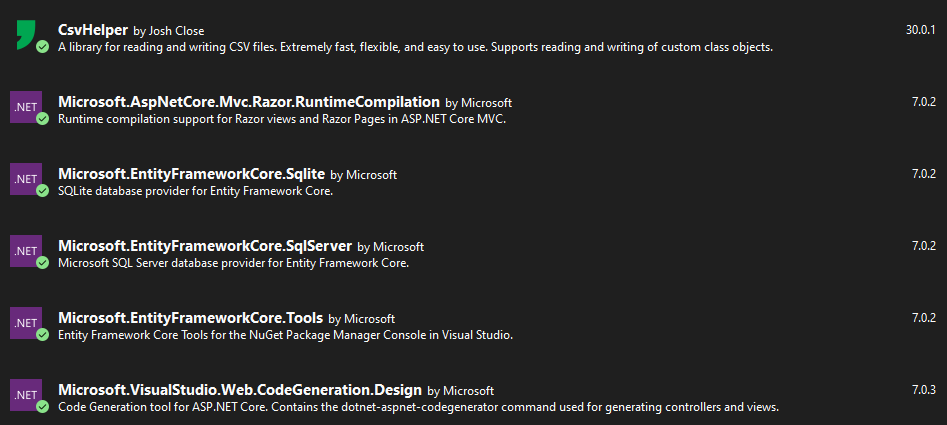 CsvHelper by Josh Close 30.0.1
A library for reading and writing CSV files. Extremely fast, flexible, and easy to use. Supports reading and writing of custom class objects.
.NET Microsoft.AspNetCore.Mvc.Razor.RuntimeCompilation by Microsoft 7.0.2
Runtime compilation support for Razor views and Razor Pages in ASP.NET Core MVC.
.NET Microsoft.EntityFrameworkCore.Sqlite by Microsoft 7.0.2
SQLite database provider for Entity Framework Core.
.NET Microsoft.EntityFrameworkCore.SqlServer by Microsoft 7.0.2
Microsoft SQL Server database provider for Entity Framework Core.
.NET Microsoft.EntityFrameworkCore.Tools by Microsoft 7.0.2
Entity Framework Core Tools for the NuGet Package Manager Console in Visual Studio.
.NET Microsoft.VisualStudio.Web.CodeGeneration.Design by Microsoft 7.0.3
Code Generation tool for ASP.NET Core. Contains the dotnet-aspnet-codegenerator command used for generating controllers and views.